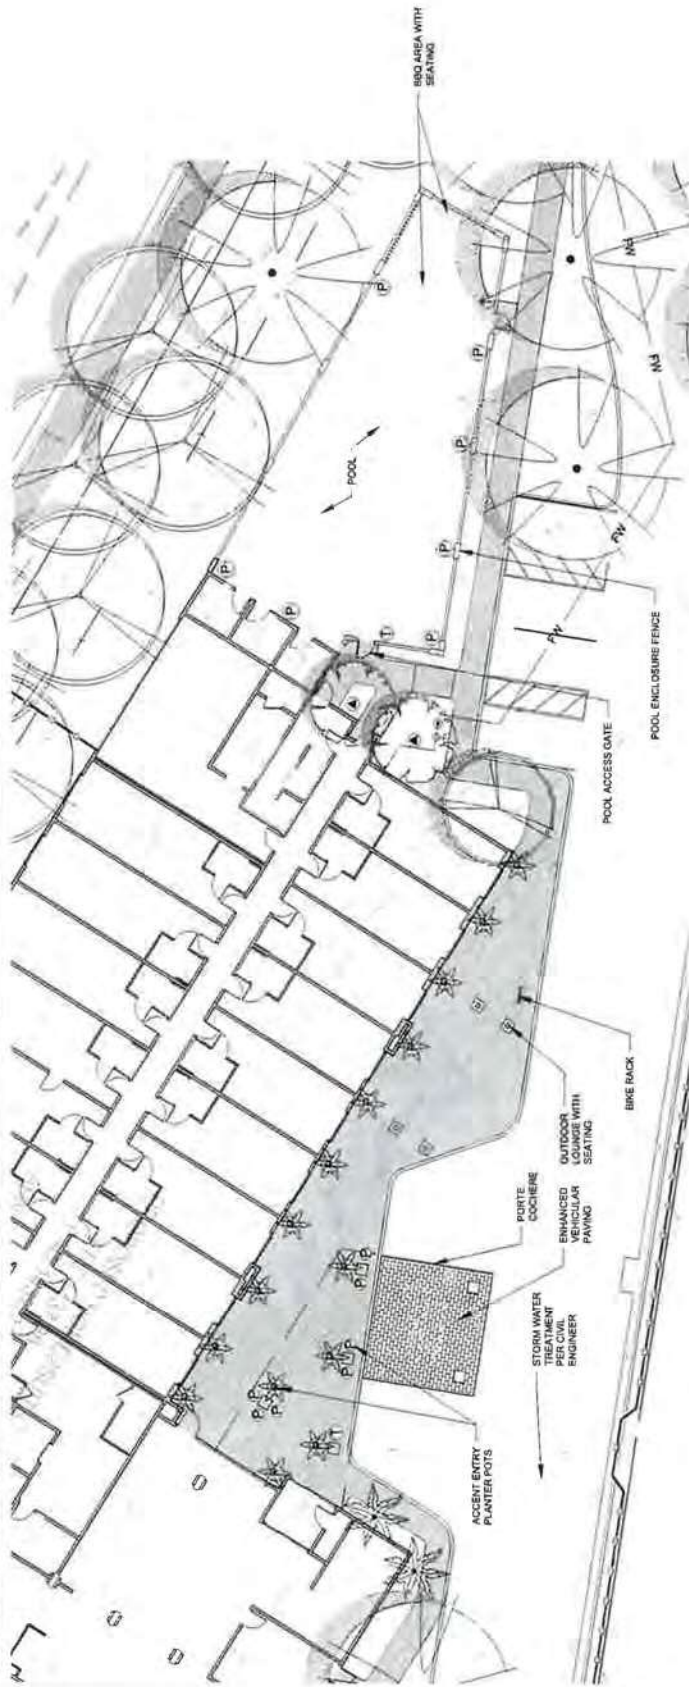 BBQ AREA WITH
SEATING
POOL
P
P
P
P
P
P
P
T
FW
FW
FW
FW
POOL ENCLOSURE FENCE
POOL ACCESS GATE
BIKE RACK
OUTDOOR
LOUNGE WITH
SEATING
ENHANCED
VEHICULAR
PAVING
PORTE
COCHERE
STORM WATER
TREATMENT
PER CIVIL
ENGINEER
ACCENT ENTRY
PLANTER POTS
P
P
P
P
P
P
P
T